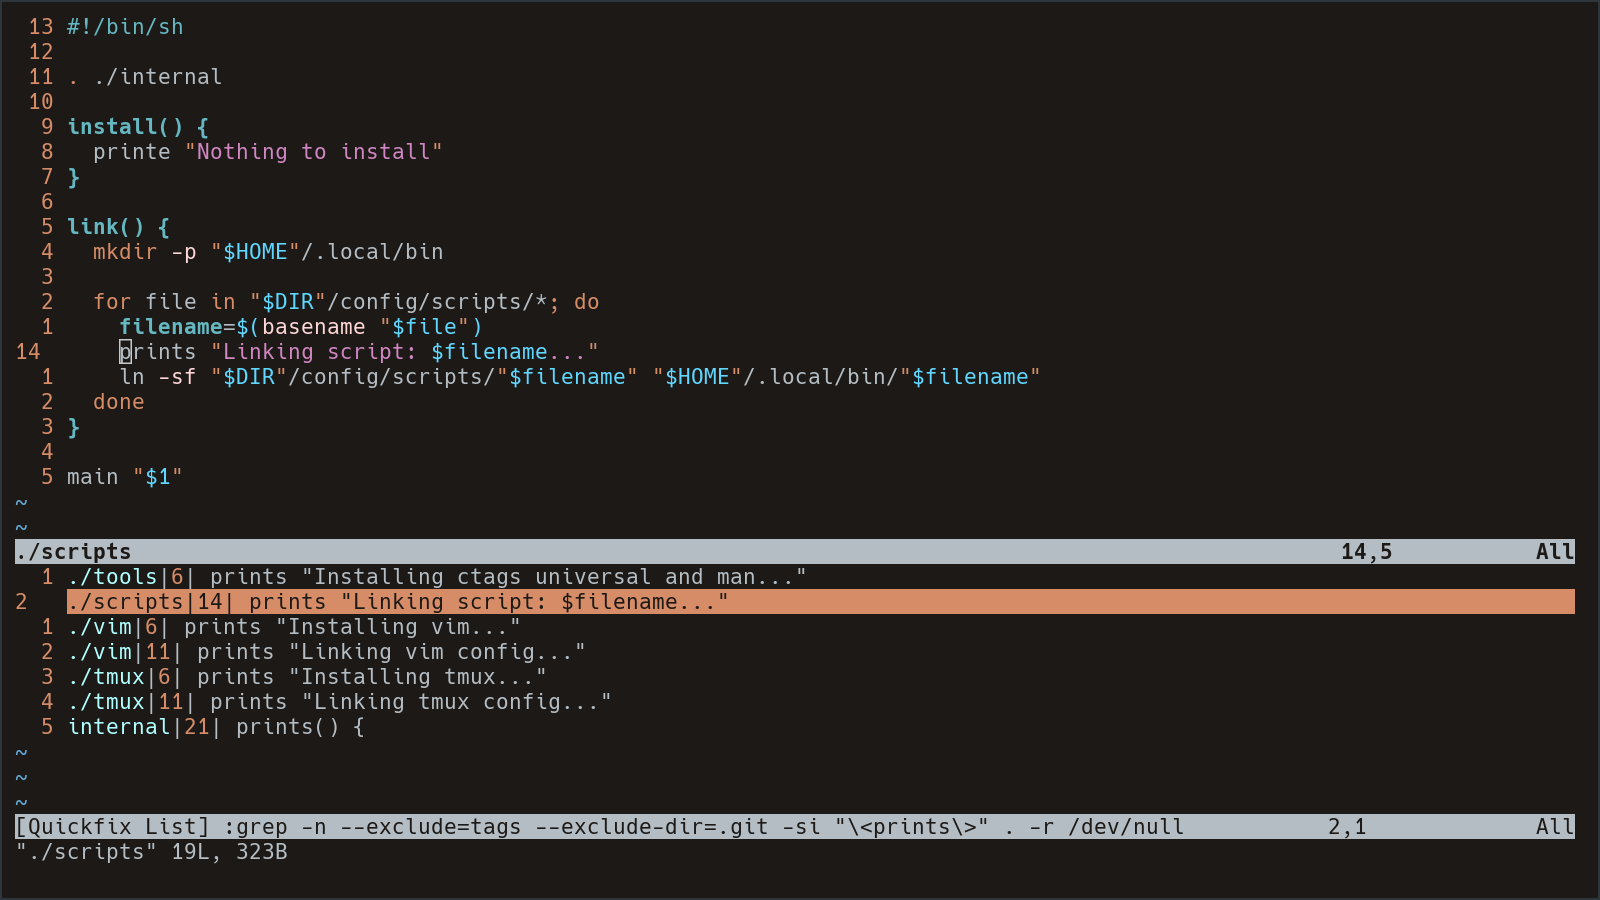 13 #!/bin/sh
12
11 . ./internal
10
9 install() {
8   printe "Nothing to install"
7 }
6
5 link() {
4   mkdir -p "$HOME"/.local/bin
3
2   for file in "$DIR"/config/scripts/*; do
1     filename=$(basename "$file")
14     prints "Linking script: $filename..."
1     ln -sf "$DIR"/config/scripts/"$filename" "$HOME"/.local/bin/"$filename"
2   done
3 }
4
5 main "$1"
~
~
./scripts 14,5 All
1 ./tools|6| prints "Installing ctags universal and man..."
2 ./scripts|14| prints "Linking script: $filename..."
1 ./vim|6| prints "Installing vim..."
2 ./vim|11| prints "Linking vim config..."
3 ./tmux|6| prints "Installing tmux..."
4 ./tmux|11| prints "Linking tmux config..."
5 internal|21| prints() {
~
~
~
[Quickfix List] :grep -n --exclude=tags --exclude-dir=.git -si "\<prints\>" . -r /dev/null 2,1 All
"./scripts" 19L, 323B